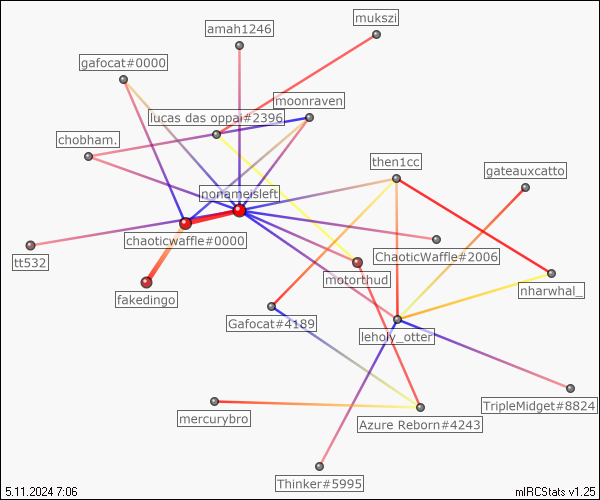 mukszi
amah1246
gafocat#0000
moonraven
lucas das oppai#2396
chobham.
then1cc
gateauxcatto
nonameisleft
chaoticwaffle#0000
ChaoticWaffle#2006
tt532
motorthud
nharwhal_
fakedingo
Gafocat#4189
leholy_otter
TripleMidget#8824
mercurybro
Azure Reborn#4243
Thinker#5995
5.11.2024 7:06
mIRCStats v1.25